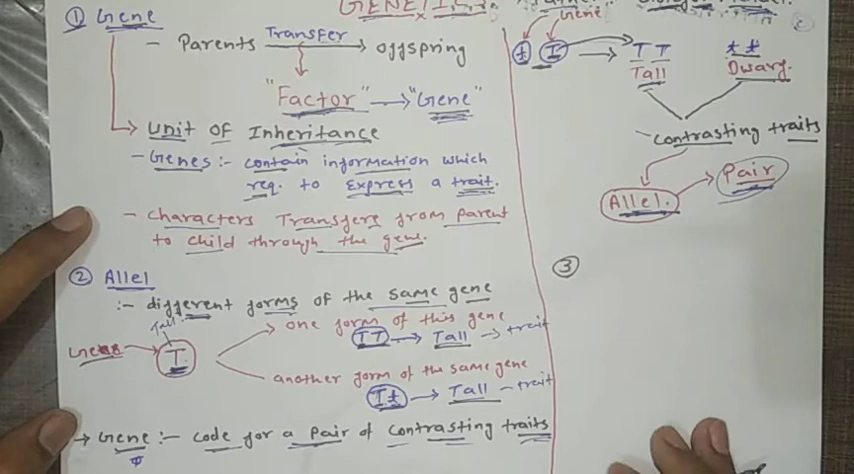 GENETICS
① Gene
- Parents Transfer → offspring
"Factor" → "Gene"
→ Unit of Inheritance
- Genes :- contain information which
req. to express a trait.
- characters Transfere from parent
to child through the gene.
② Allel
:- different forms of the same gene
Tall
T
one form of this gene
TT → Tall → trait
another form of the same gene
Tt → Tall - trait
→ Gene :- code for a pair of contrasting traits
Gene
t T → T T
Tall
t t
Dwarf
- contrasting traits
Allel. → Pair
③